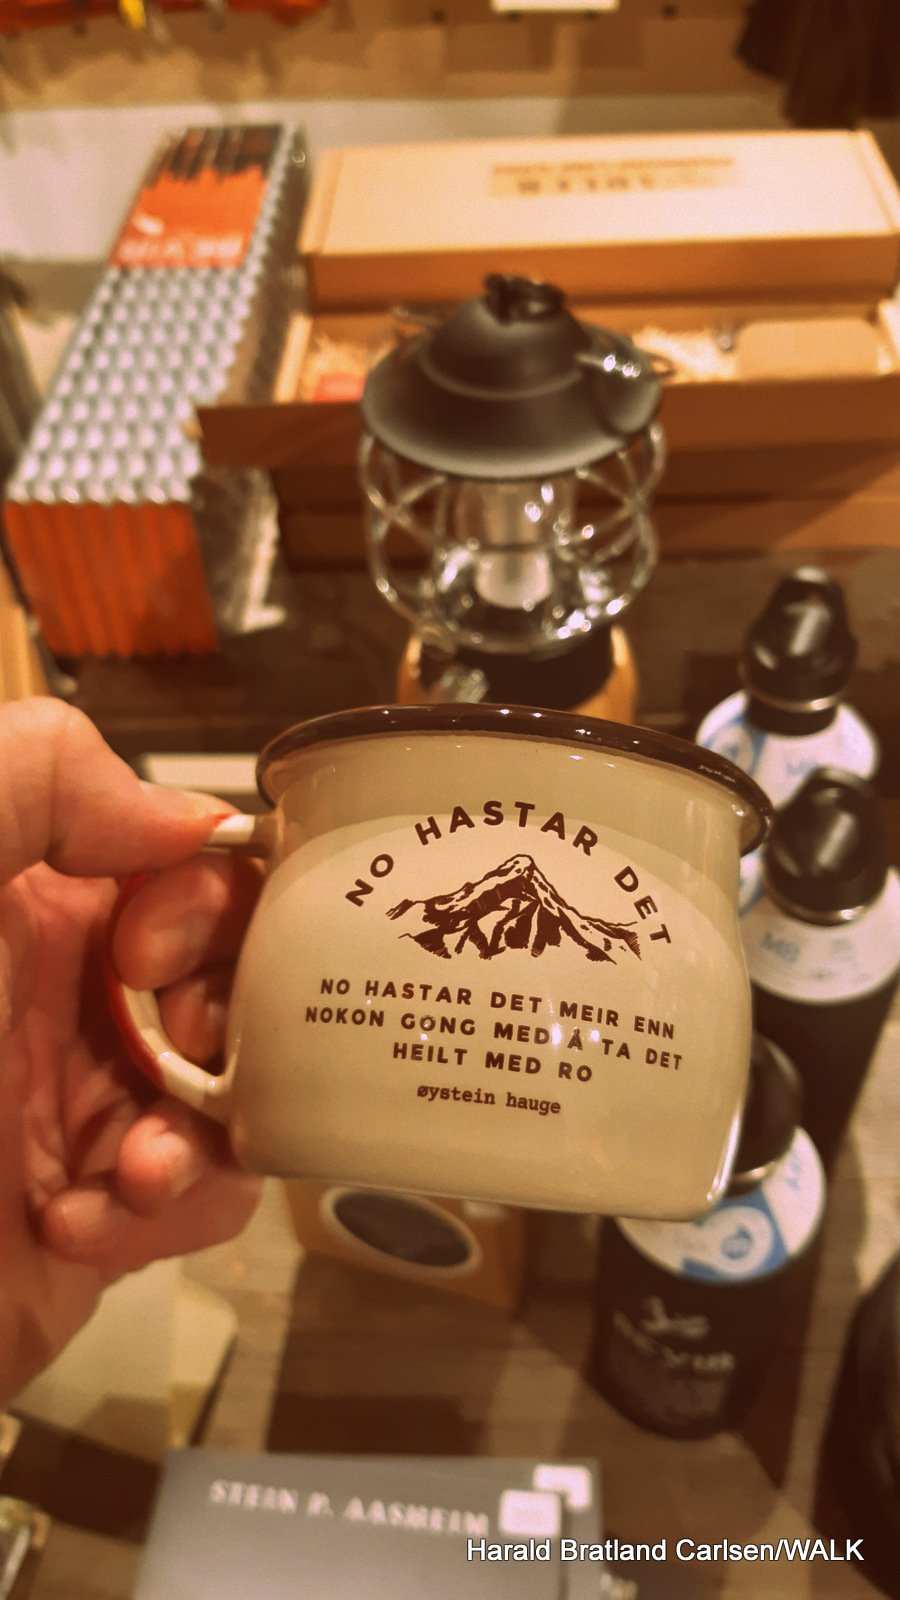 NO HASTAR DET
NO HASTAR DET MEIR ENN
NOKON GONG MED Å TA DET
HEILT MED RO
øystein hauge
STEIN P. AASHEIM
Harald Bratland Carlsen/WALK